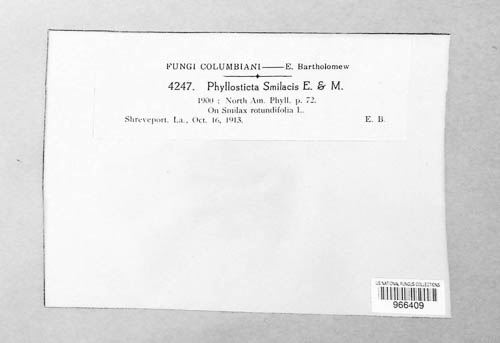 FUNGI COLUMBIANI—E. Bartholomew
4247. Phyllosticta Smilacis E. & M.
1900 : North Am. Phyll. p. 72.
On Smilax rotundifolia L.
Shreveport, La., Oct. 16, 1913. E. B.
US NATIONAL FUNGUS COLLECTIONS
966409